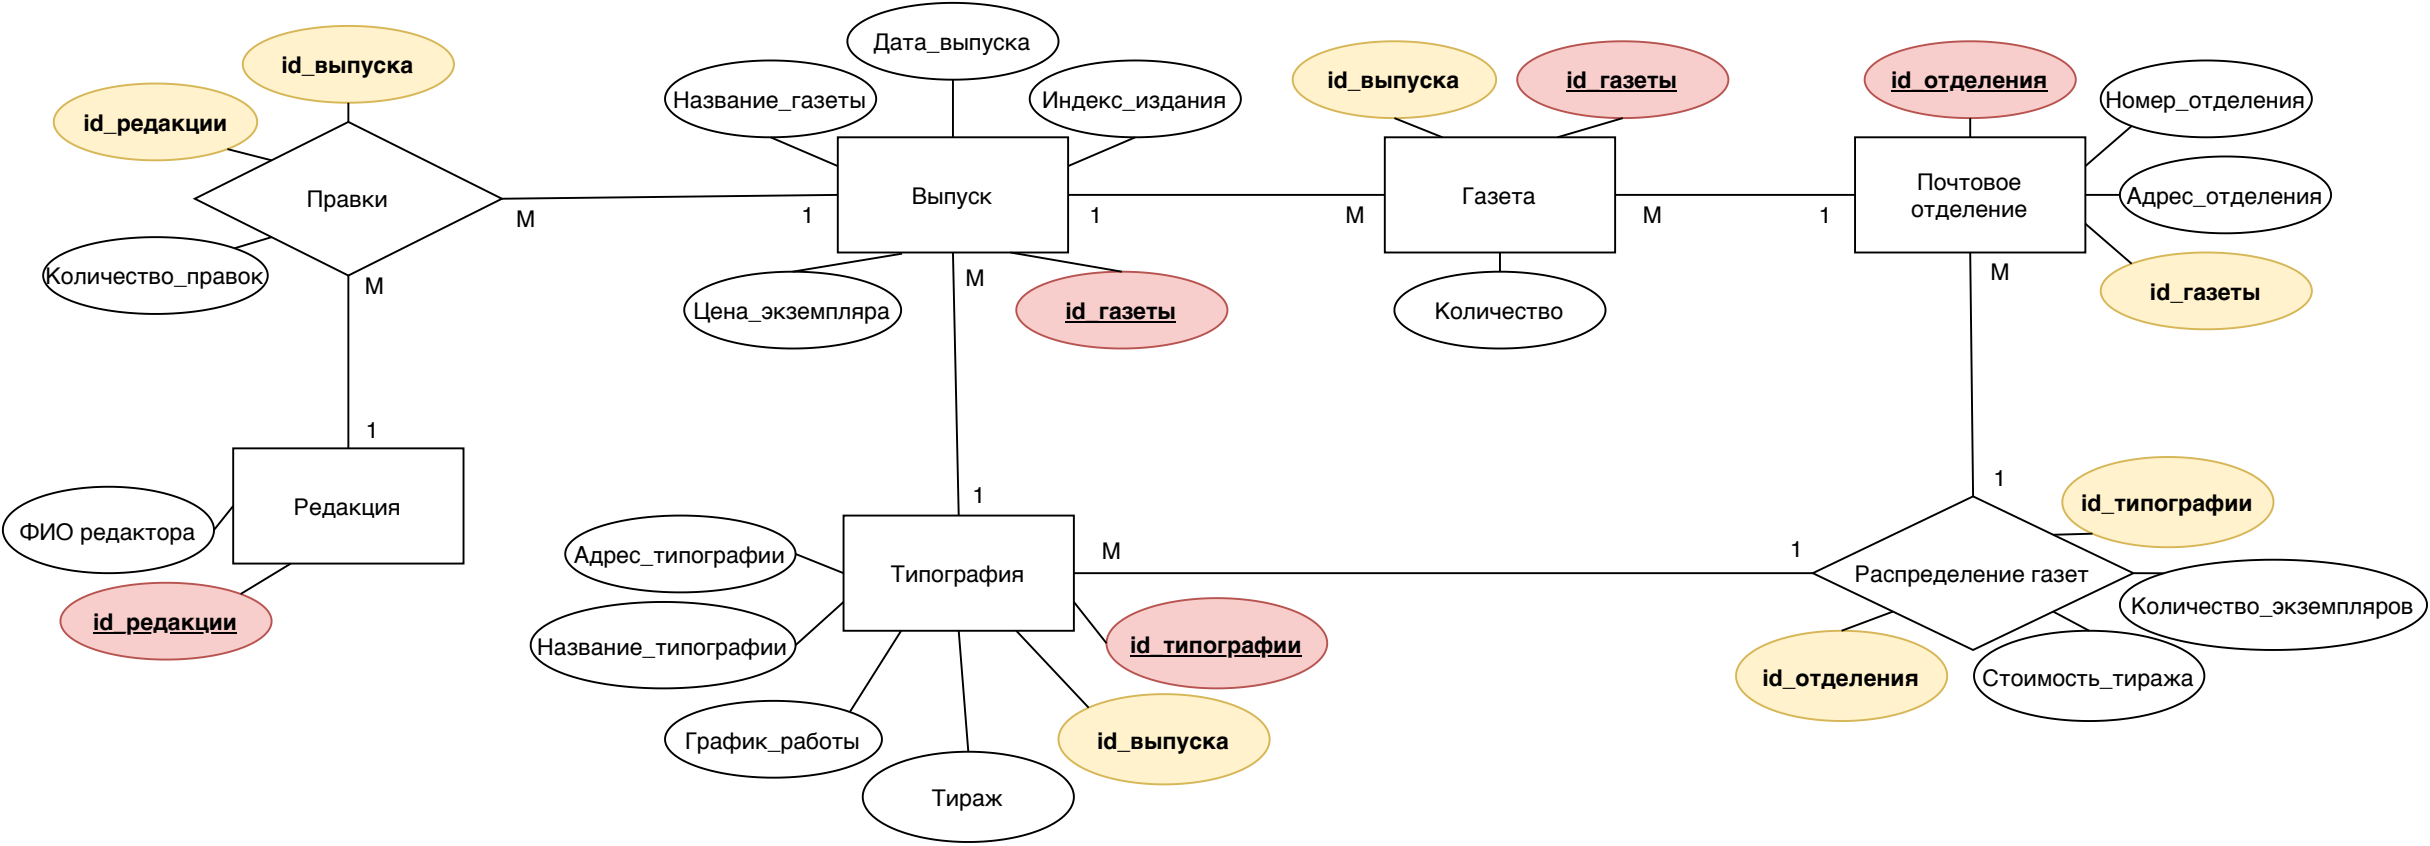 Дата_выпуска
id_выпуска
id_выпуска
id_газеты
id_отделения
Название_газеты
Индекс_издания
Номер_отделения
id_редакции
Правки
Выпуск
Газета
Почтовое
отделение
Адрес_отделения
М
1
1
М
М
1
Количество_правок
М
М
М
id_газеты
Цена_экземпляра
id_газеты
Количество
1
Редакция
1
1
id_типографии
ФИО редактора
Адрес_типографии
М
1
Типография
Распределение газет
Количество_экземпляров
id_редакции
Название_типографии
id_типографии
id_отделения
Стоимость_тиража
График_работы
id_выпуска
Тираж